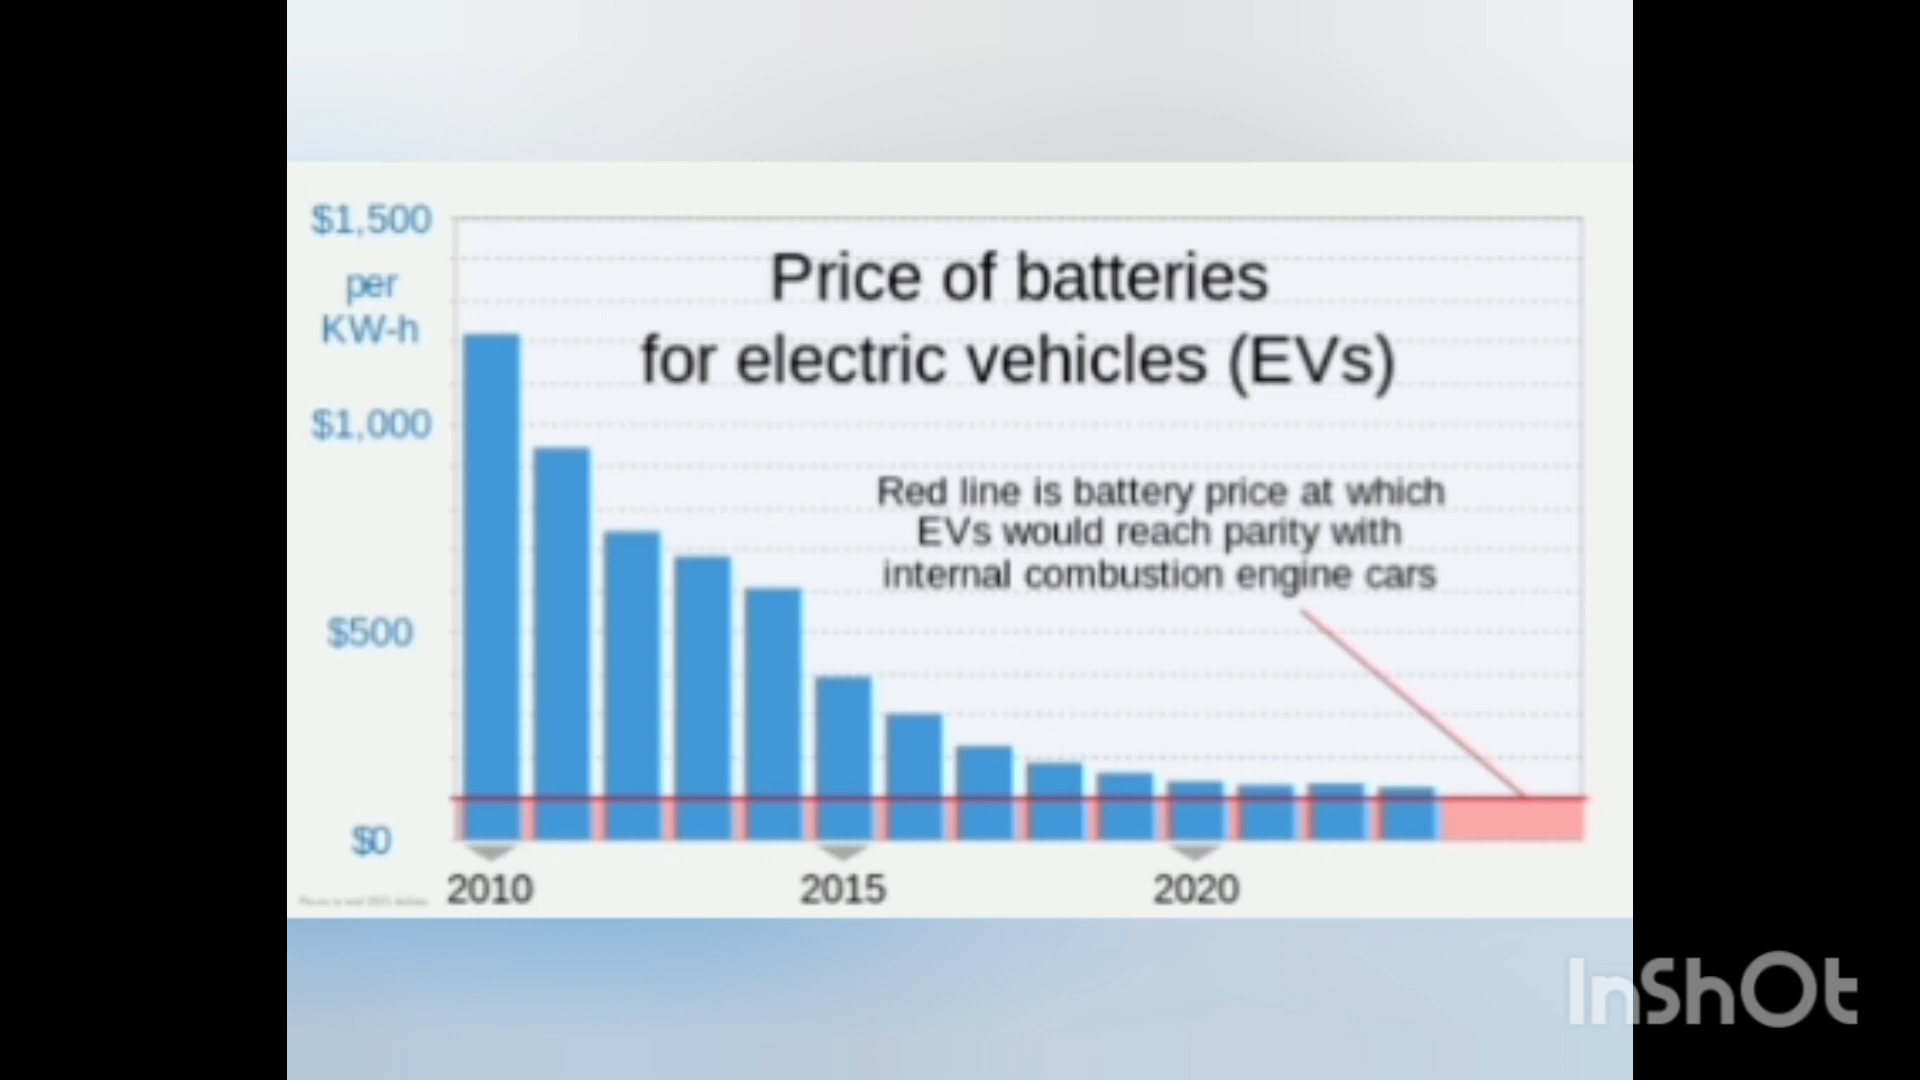 $1,500
per
KW-h
$1,000
$500
$0
Price of batteries
for electric vehicles (EVs)
Red line is battery price at which
EVs would reach parity with
internal combustion engine cars
2010
2015
2020
InShOt